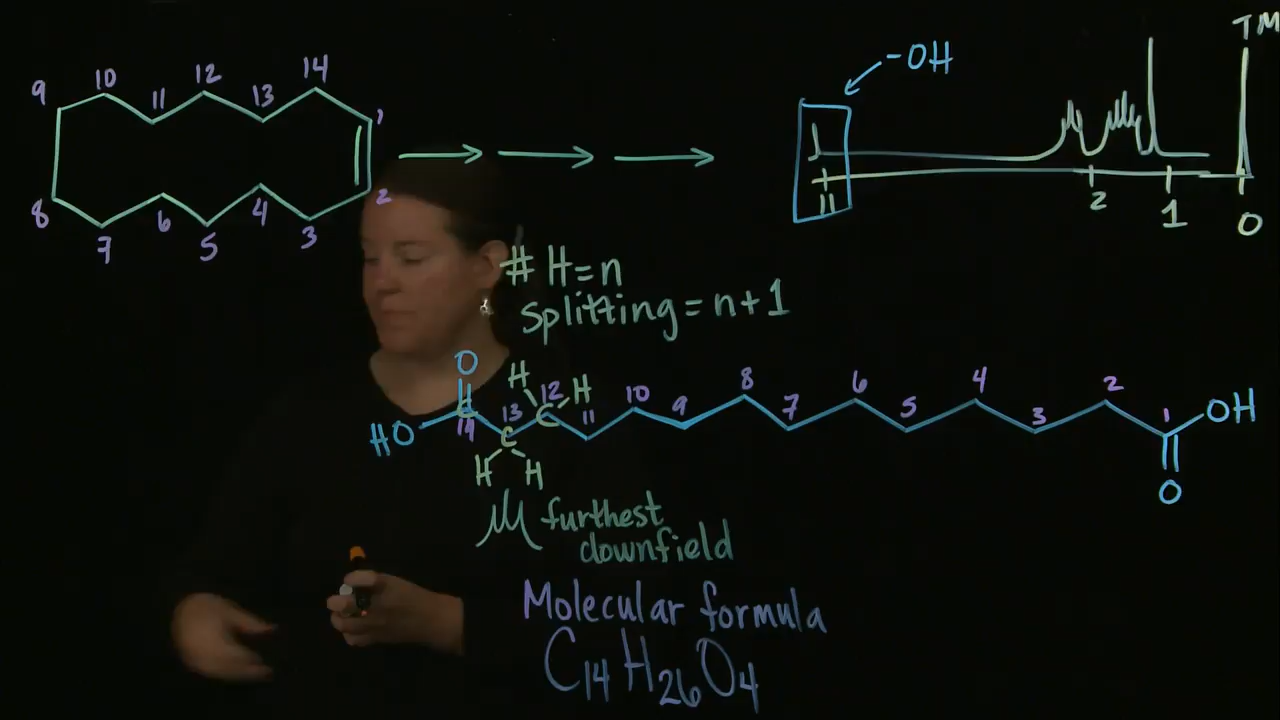 9 10 11 12 13 14 1
8 7 6 5 4 3 2
-OH
TM
11 2 1 0
# H = n
Splitting = n + 1
O H H
HO 14 C 13 C 12 11 10 9 8 7 6 5 4 3 2 1 OH
H H O
furthest
downfield
Molecular formula
C14H26O4